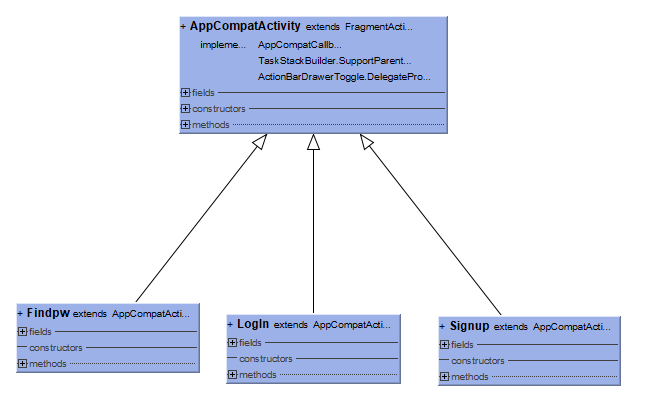 + AppCompatActivity extends FragmentActi...
impleme... AppCompatCallb...
TaskStackBuilder.SupportParent...
ActionBarDrawerToggle.DelegatePro...
fields
constructors
methods
+ Findpw extends AppCompatActi...
fields
constructors
methods
+ LogIn extends AppCompatActi...
fields
constructors
methods
+ Signup extends AppCompatActi...
fields
constructors
methods